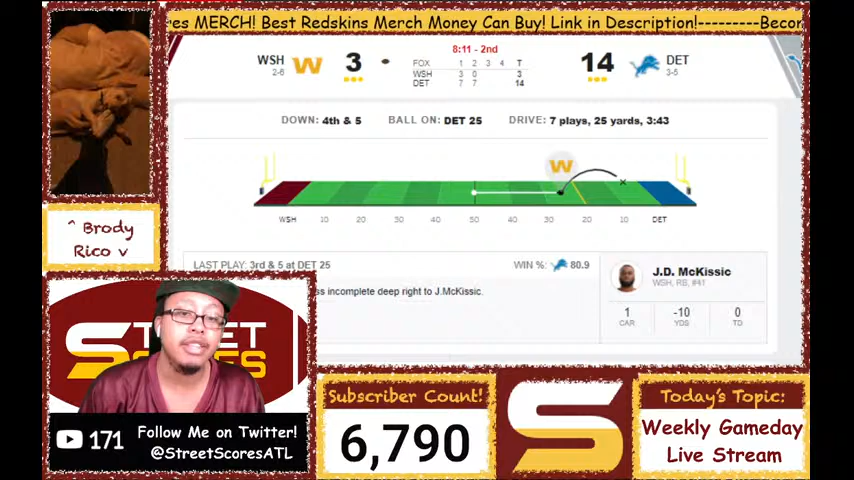 res MERCH! Best Redskins Merch Money Can Buy! Link in Description!---------Becor
WSH
2-6
W
3
8:11 - 2nd
FOX 1 2 3 4 T
WSH 3 0 3
DET 7 7 14
14
DET
3-5
DOWN: 4th & 5 BALL ON: DET 25 DRIVE: 7 plays, 25 yards, 3:43
W
WSH 10 20 30 40 50 40 30 20 10 DET
^ Brody
Rico v
LAST PLAY: 3rd & 5 at DET 25
WIN %: 80.9
ss incomplete deep right to J.McKissic.
J.D. McKissic
WSH, RB, #41
1 -10 0
CAR YDS TD
STREET
SCORES
171
Follow Me on Twitter!
@StreetScoresATL
Subscriber Count!
6,790
S
Today's Topic:
Weekly Gameday
Live Stream